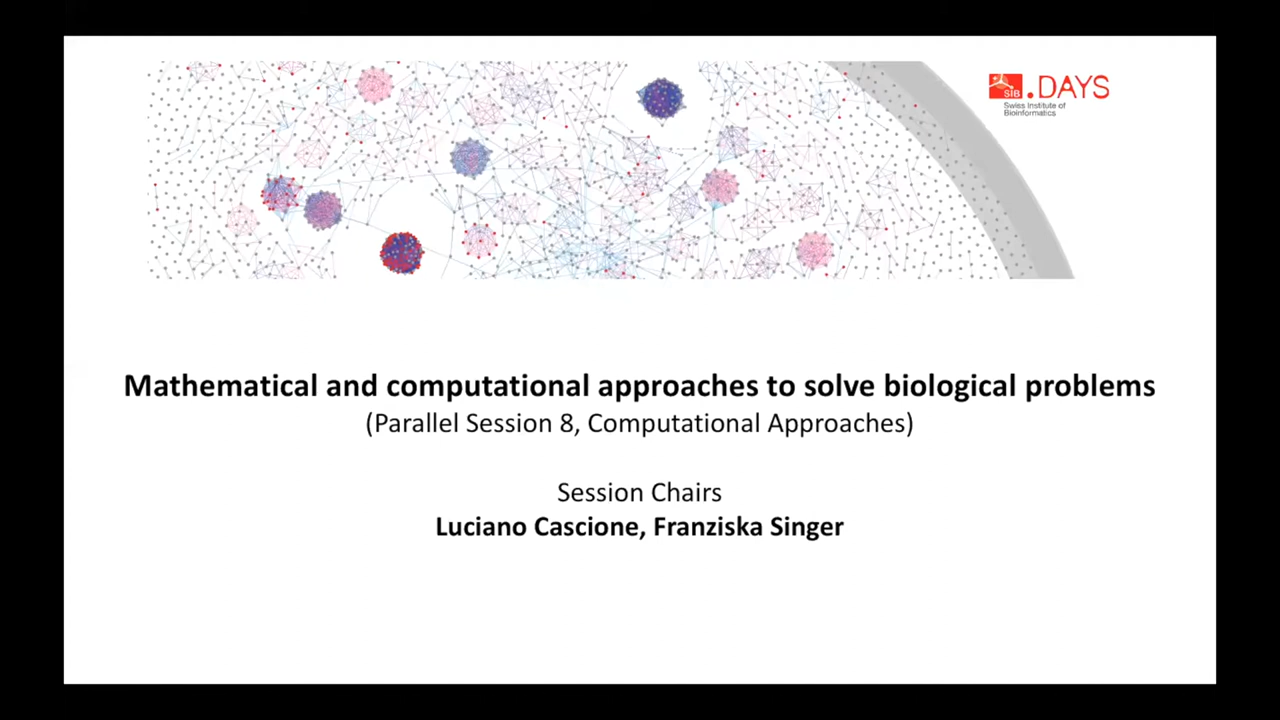 SIB
.DAYS
Swiss Institute of
Bioinformatics
Mathematical and computational approaches to solve biological problems
(Parallel Session 8, Computational Approaches)
Session Chairs
Luciano Cascione, Franziska Singer